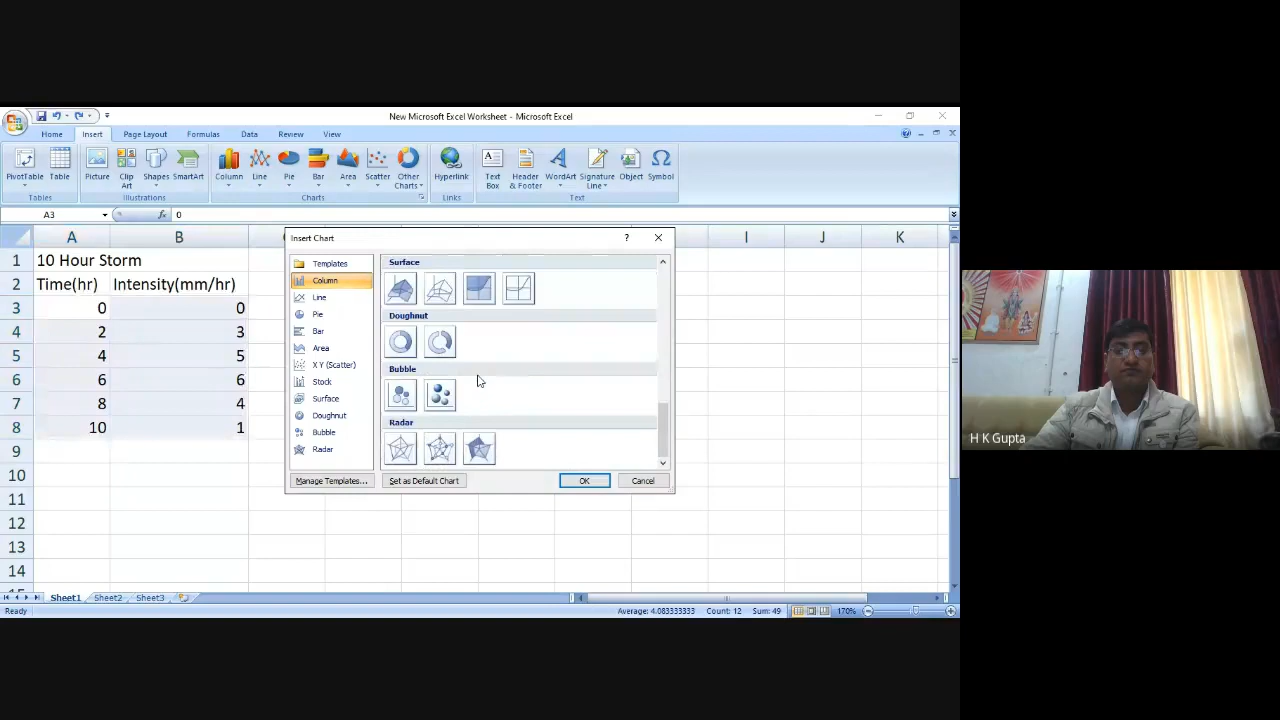 New Microsoft Excel Worksheet - Microsoft Excel
Home Insert Page Layout Formulas Data Review View
PivotTable Table Picture Clip Art Shapes SmartArt Column Line Pie Bar Area Scatter Other Charts Hyperlink Text Box Header & Footer WordArt Signature Line Object Symbol
Tables Illustrations Charts Links Text
A3 fx 0
A B I J K
1 10 Hour Storm
2 Time(hr) Intensity(mm/hr)
3 0 0
4 2 3
5 4 5
6 6 6
7 8 4
8 10 1
9
10
11
12
13
14
Insert Chart
Templates
Column
Line
Pie
Bar
Area
X Y (Scatter)
Stock
Surface
Doughnut
Bubble
Radar
Surface
Doughnut
Bubble
Radar
Manage Templates... Set as Default Chart OK Cancel
Sheet1 Sheet2 Sheet3
Ready Average: 4.083333333 Count: 12 Sum: 49 170%
H K Gupta